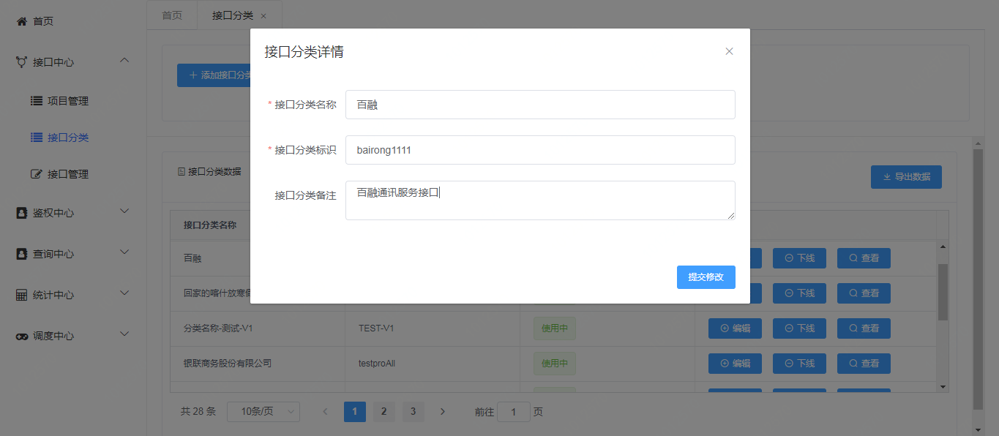 首页
接口中心
项目管理
接口分类
接口管理
鉴权中心
查询中心
统计中心
调度中心
首页
接口分类 ×
+ 添加接口分类
接口分类详情
* 接口分类名称 百融
* 接口分类标识 bairong1111
接口分类备注 百融通讯服务接口
提交修改
接口分类数据
导出数据
接口分类名称
百融 下线 查看
回家的喀什放寒假 下线 查看
分类名称-测试-V1 TEST-V1 使用中 编辑 下线 查看
银联商务股份有限公司 testproAll 使用中 编辑 下线 查看
共 28 条 10条/页 1 2 3 前往 1 页